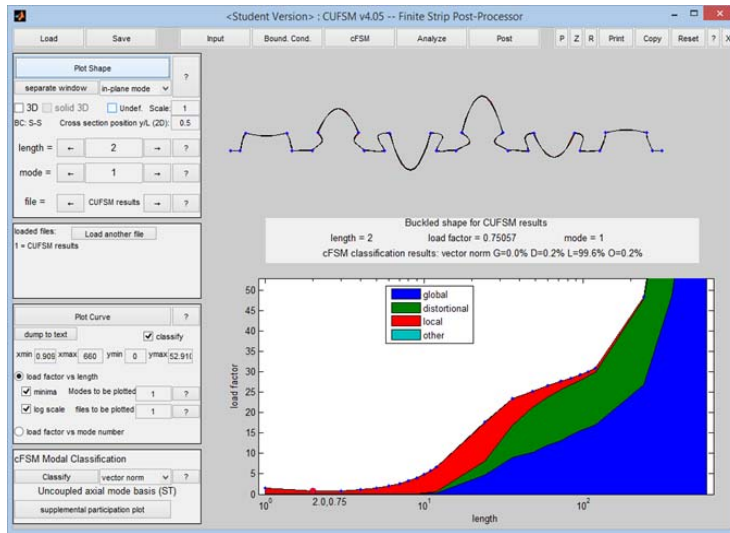 <Student Version> : CUFSM v4.05 -- Finite Strip Post-Processor
Load Save Input Bound. Cond. cFSM Analyze Post P Z R Print Copy Reset ? X
Plot Shape ?
separate window in-plane mode
3D solid 3D Undef. Scale: 1
BC: S-S Cross section position y/L (2D): 0.5
length = ← 2 → ?
mode = ← 1 → ?
file = ← CUFSM results → ?
loaded files: Load another file
1 = CUFSM results
Plot Curve ?
dump to text classify
xmin 0.909 xmax 660 ymin 0 ymax 52.910
load factor vs length
minima Modes to be plotted 1 ?
log scale files to be plotted 1 ?
load factor vs mode number
cFSM Modal Classification
Classify vector norm ?
Uncoupled axial mode basis (ST)
supplemental participation plot
Buckled shape for CUFSM results
length = 2 load factor = 0.75057 mode = 1
cFSM classification results: vector norm G=0.0% D=0.2% L=99.6% O=0.2%
global
distortional
local
other
load factor
50
45
40
35
30
25
20
15
10
5
0
10^0 10^1 10^2
2.0,0.75
length